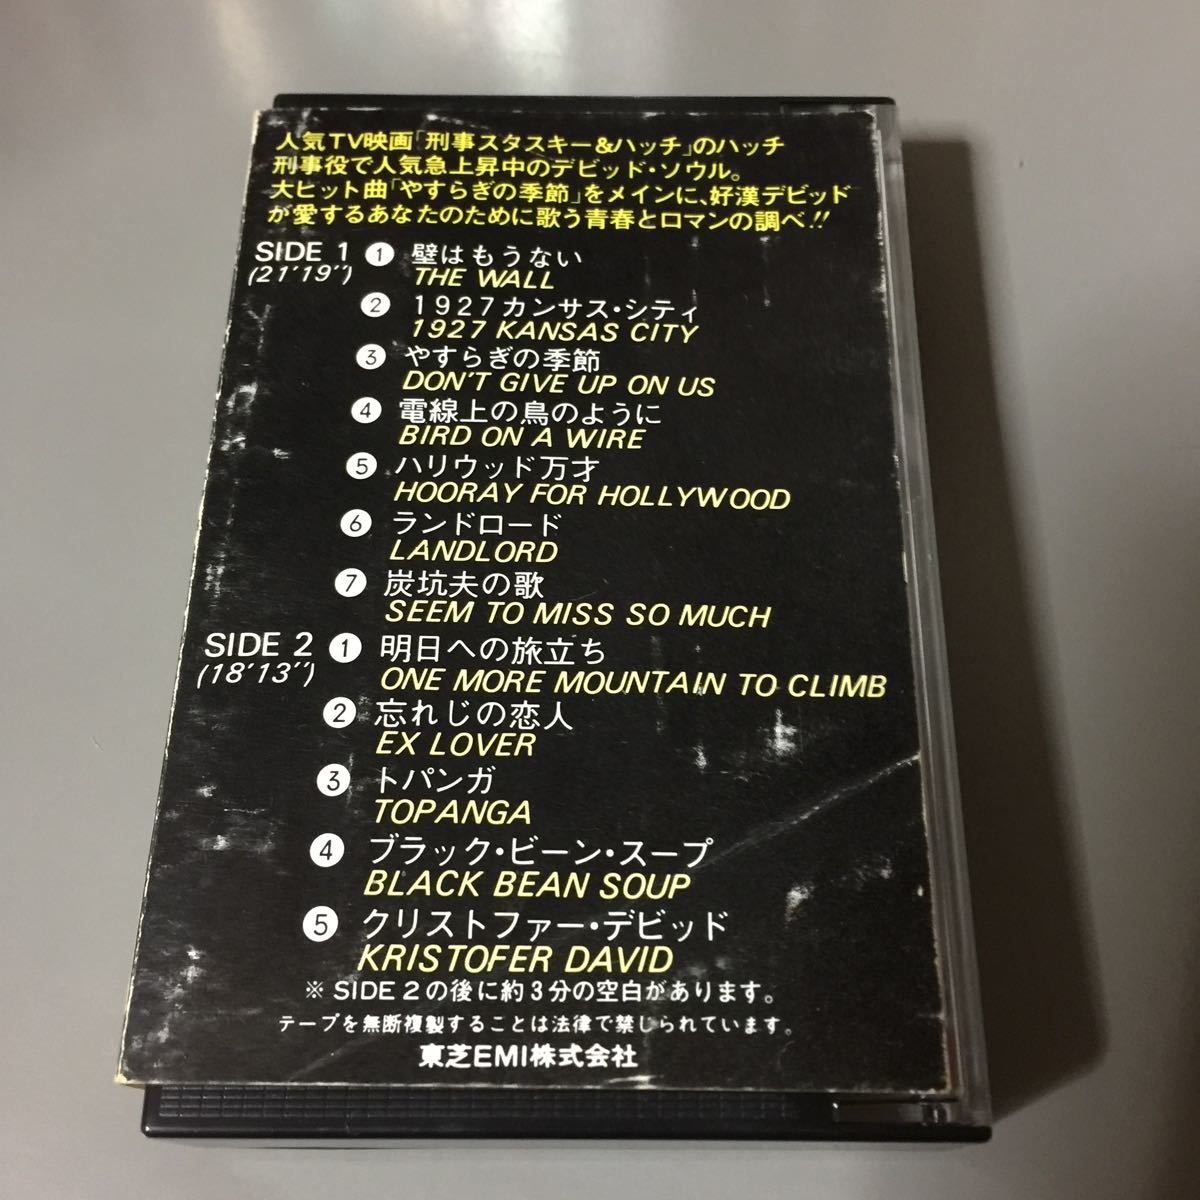 人気TV映画「刑事スタスキー&ハッチ」のハッチ
刑事役で人気急上昇中のデビッド・ソウル。
大ヒット曲「やすらぎの季節」をメインに、好漢デビッド
が愛するあなたのために歌う青春とロマンの調べ!!
SIDE 1 ① 壁はもうない
(21'19") THE WALL
② 1927カンサス・シティ
1927 KANSAS CITY
③ やすらぎの季節
DON'T GIVE UP ON US
④ 電線上の鳥のように
BIRD ON A WIRE
⑤ ハリウッド万才
HOORAY FOR HOLLYWOOD
⑥ ランドロード
LANDLORD
⑦ 炭坑夫の歌
SEEM TO MISS SO MUCH
SIDE 2 ① 明日への旅立ち
(18'13") ONE MORE MOUNTAIN TO CLIMB
② 忘れじの恋人
EX LOVER
③ トパンガ
TOPANGA
④ ブラック・ビーン・スープ
BLACK BEAN SOUP
⑤ クリストファー・デビッド
KRISTOFER DAVID
※ SIDE 2の後に約3分の空白があります。
テープを無断複製することは法律で禁じられています。
東芝EMI株式会社